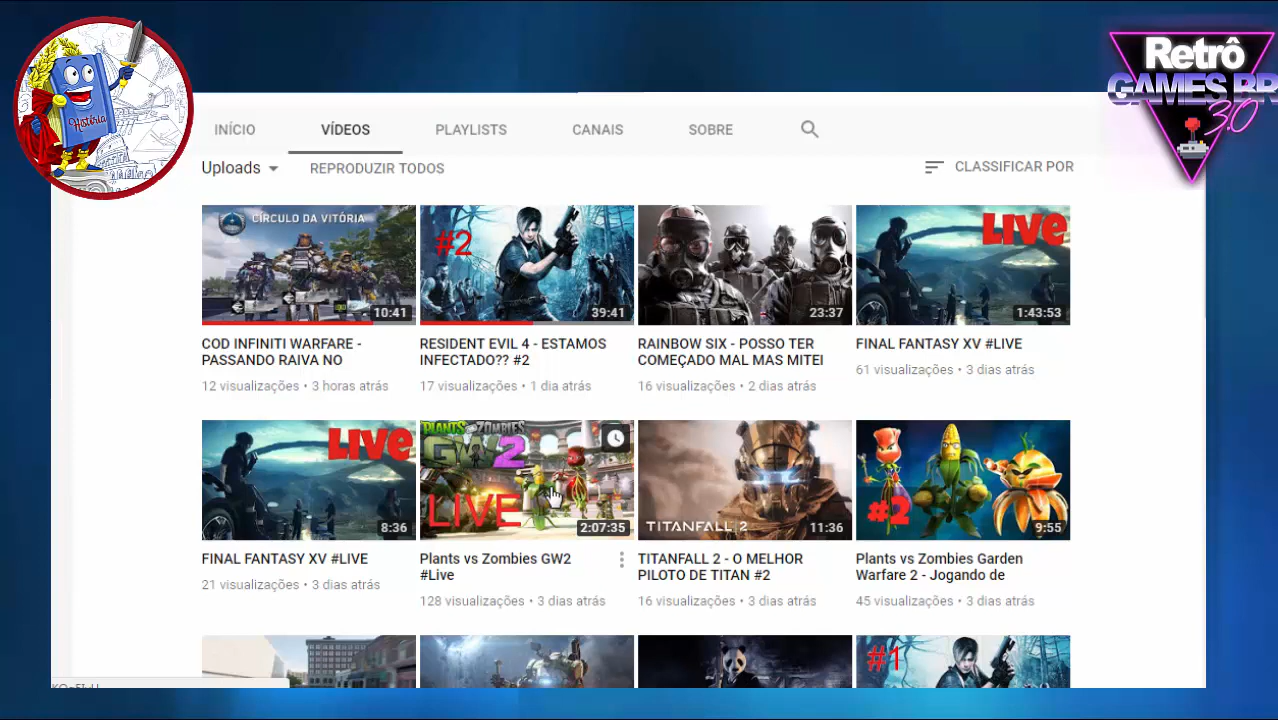 História
Retrô
GAMES BR
3.0
INÍCIO
VÍDEOS
PLAYLISTS
CANAIS
SOBRE
Uploads
REPRODUZIR TODOS
CLASSIFICAR POR
CÍRCULO DA VITÓRIA
10:41
#2
39:41
23:37
LIVE
1:43:53
COD INFINITI WARFARE -
PASSANDO RAIVA NO
12 visualizações • 3 horas atrás
RESIDENT EVIL 4 - ESTAMOS
INFECTADO?? #2
17 visualizações • 1 dia atrás
RAINBOW SIX - POSSO TER
COMEÇADO MAL MAS MITEI
16 visualizações • 2 dias atrás
FINAL FANTASY XV #LIVE
61 visualizações • 3 dias atrás
LIVE
8:36
PLANTS VS ZOMBIES
GW2
LIVE
2:07:35
TITANFALL 2
11:36
#2
9:55
FINAL FANTASY XV #LIVE
21 visualizações • 3 dias atrás
Plants vs Zombies GW2
#Live
128 visualizações • 3 dias atrás
TITANFALL 2 - O MELHOR
PILOTO DE TITAN #2
16 visualizações • 3 dias atrás
Plants vs Zombies Garden
Warfare 2 - Jogando de
45 visualizações • 3 dias atrás
#1